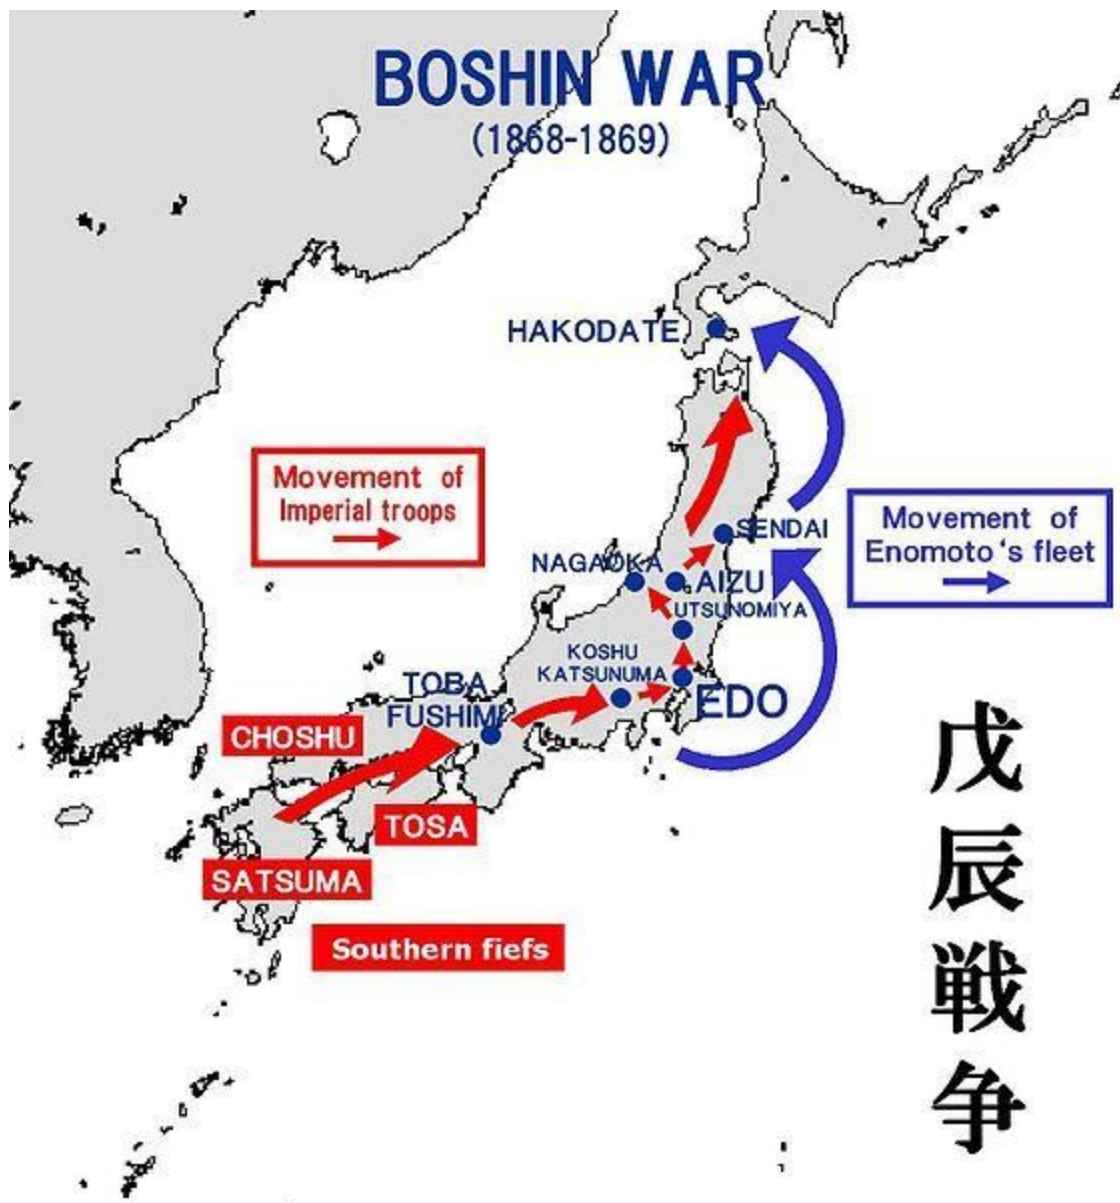 BOSHIN WAR
(1868-1869)
HAKODATE
Movement of
Imperial troops
Movement of
Enomoto's fleet
SENDAI
NAGAOKA
AIZU
UTSUNOMIYA
KOSHU
KATSUNUMA
EDO
TOBA
FUSHIMI
CHOSHU
TOSA
SATSUMA
Southern fiefs
戊辰戦争